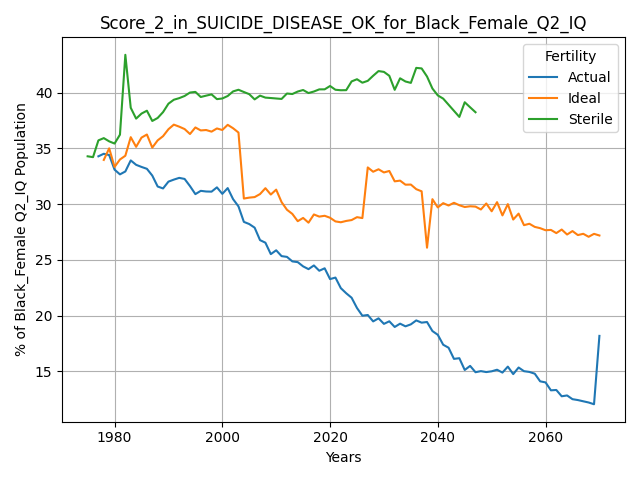 Score_2_in_SUICIDE_DISEASE_OK_for_Black_Female_Q2_IQ
% of Black_Female Q2_IQ Population
40
35
30
25
20
15
Fertility
Actual
Ideal
Sterile
1980
2000
2020
2040
2060
Years